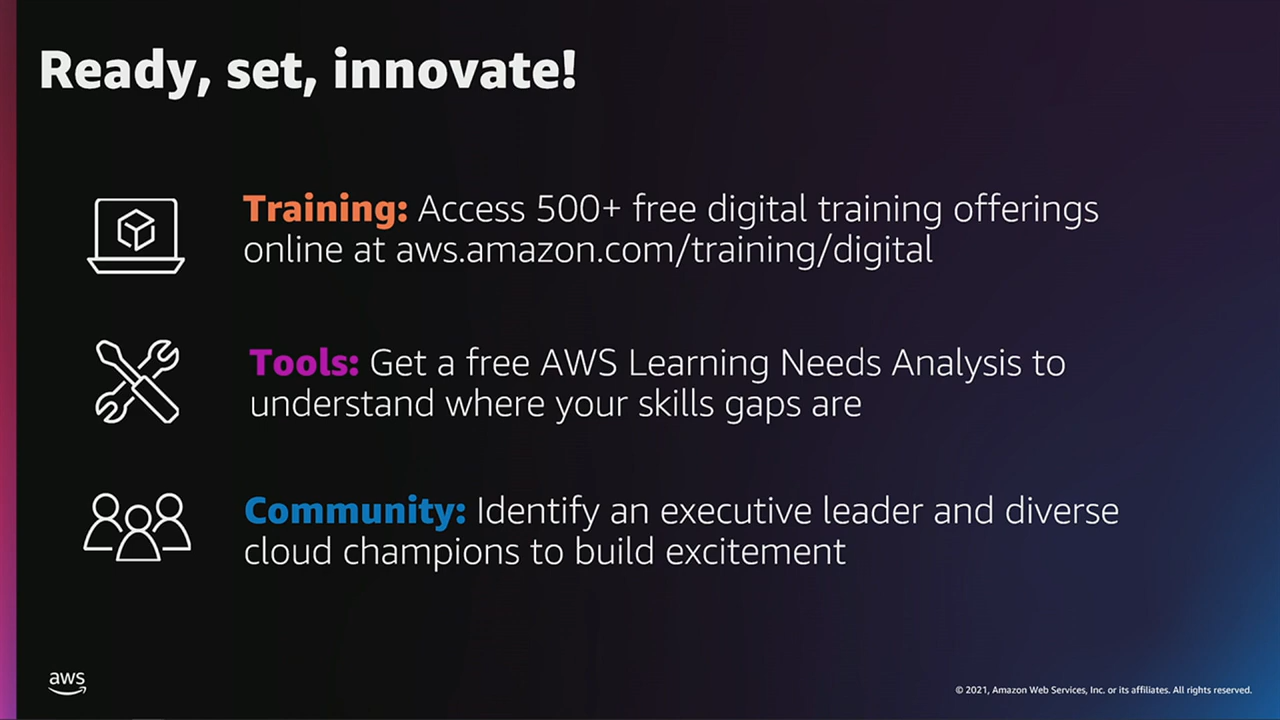 Ready, set, innovate!
Training: Access 500+ free digital training offerings
online at aws.amazon.com/training/digital
Tools: Get a free AWS Learning Needs Analysis to
understand where your skills gaps are
Community: Identify an executive leader and diverse
cloud champions to build excitement
aws
© 2021, Amazon Web Services, Inc. or its affiliates. All rights reserved.